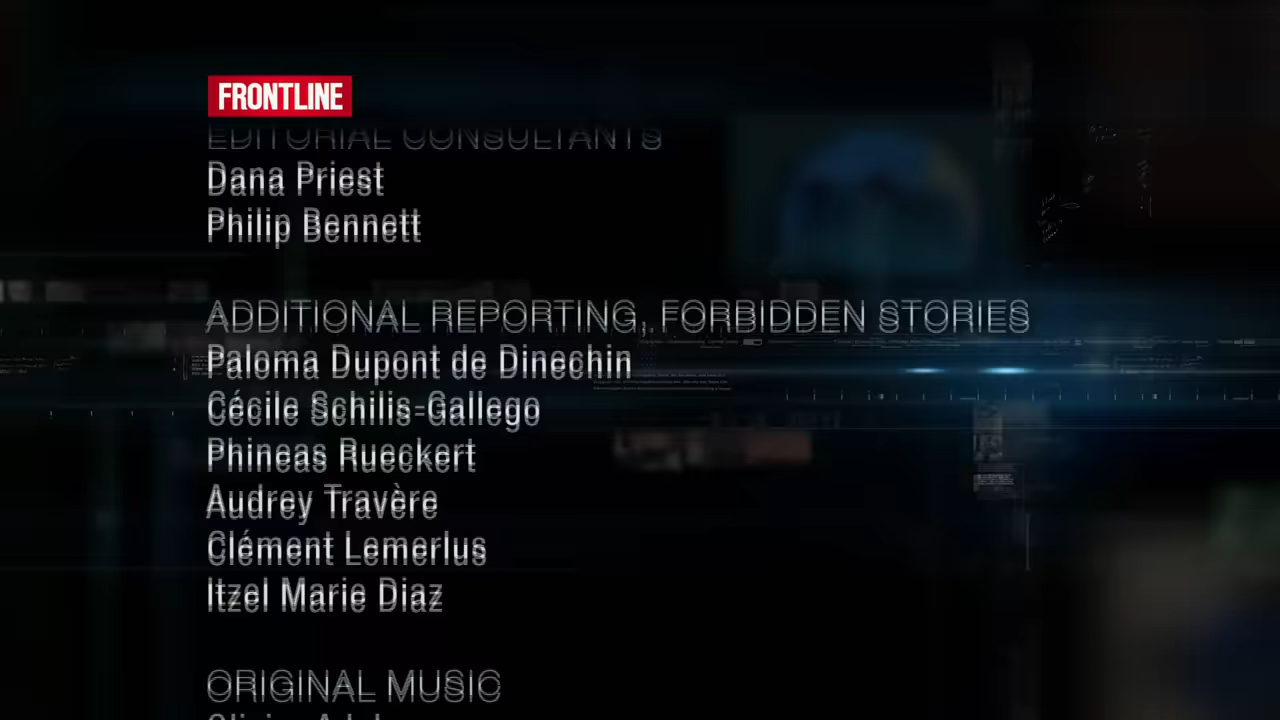 FRONTLINE
EDITORIAL CONSULTANTS
Dana Priest
Philip Bennett
ADDITIONAL REPORTING, FORBIDDEN STORIES
Paloma Dupont de Dinechin
Cécile Schilis-Gallego
Phineas Rueckert
Audrey Travère
Clément Lemerlus
Itzel Marie Diaz
ORIGINAL MUSIC